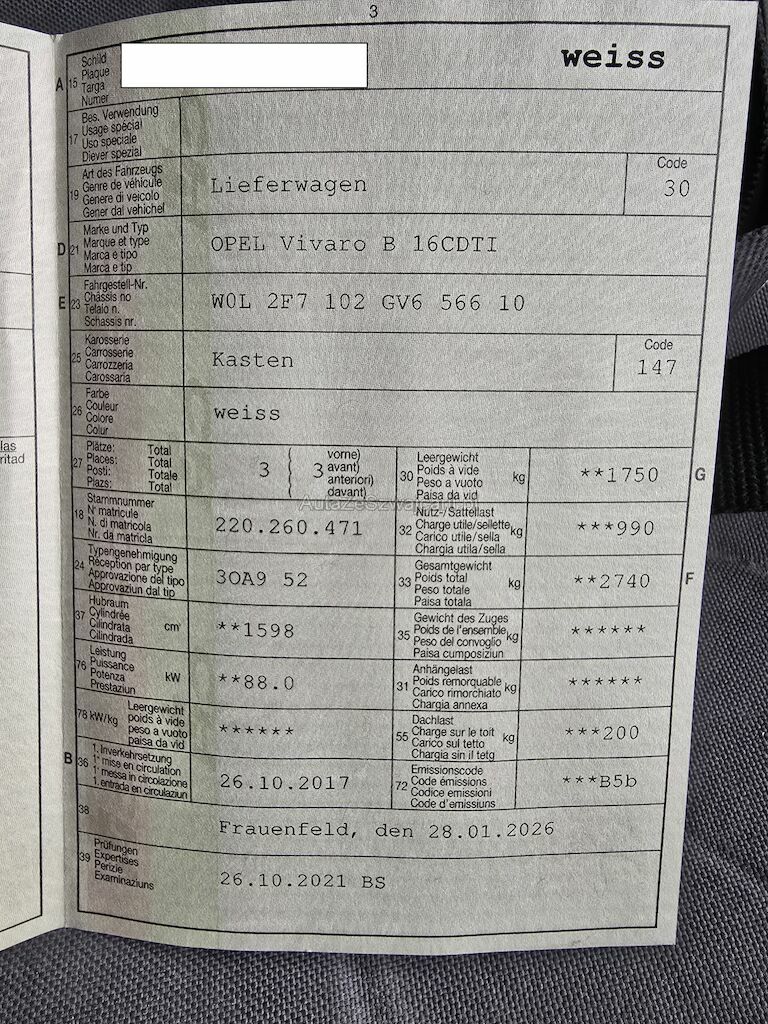 3
A 15 Schild
Plaque
Targa
Numer
weiss
17 Bes. Verwendung
Usage spécial
Uso speciale
Diever spezial
19 Art des Fahrzeugs
Genre de véhicule
Genere di veicolo
Gener dal vehichel
Lieferwagen
Code
30
D 21 Marke und Typ
Marque et type
Marca e tipo
Marca e tip
OPEL Vivaro B 16CDTI
E 23 Fahrgestell-Nr.
Châssis no
Telaio n.
Schassis nr.
W0L 2F7 102 GV6 566 10
25 Karosserie
Carrosserie
Carrozzeria
Carossaria
Kasten
Code
147
26 Farbe
Couleur
Colore
Colur
weiss
las
ritad
27 Plätze: Total
Places: Total
Posti: Totale
Plazs: Total
3 { 3 vorne)
avant)
anteriori)
davant)
30 Leergewicht
Poids à vide
Peso a vuoto
Paisa da vid
kg
**1750
G
18 Stammnummer
N° matricule
N. di matricola
Nr. da matricla
220.260.471
32 Nutz-/Sattellast
Charge utile/sellette
Carico utile/sella
Chargia utila/sella
kg
***990
24 Typengenehmigung
Réception par type
Approvazione del tipo
Approvaziun dal tip
3OA9 52
33 Gesamtgewicht
Poids total
Peso totale
Paisa totala
kg
**2740
F
37 Hubraum
Cylindrée
Cilindrata
Cilindrada
cm³
**1598
35 Gewicht des Zuges
Poids de l'ensemble
Peso del convoglio
Paisa cumposiziun
kg
******
76 Leistung
Puissance
Potenza
Prestaziun
kW
**88.0
31 Anhängelast
Poids remorquable
Carico rimorchiato
Chargia annexa
kg
******
78 kW/kg Leergewicht
poids à vide
peso a vuoto
paisa da vid
******
55 Dachlast
Charge sur le toit
Carico sul tetto
Chargia sin il tetg
kg
***200
B 36 1. Inverkehrsetzung
1re mise en circulation
1a messa in circolazione
1. entrada en circulaziun
26.10.2017
72 Emissionscode
Code émissions
Codice emissioni
Code d'emissiuns
***B5b
38
Frauenfeld, den 28.01.2026
39 Prüfungen
Expertises
Perizie
Examinaziuns
26.10.2021 BS